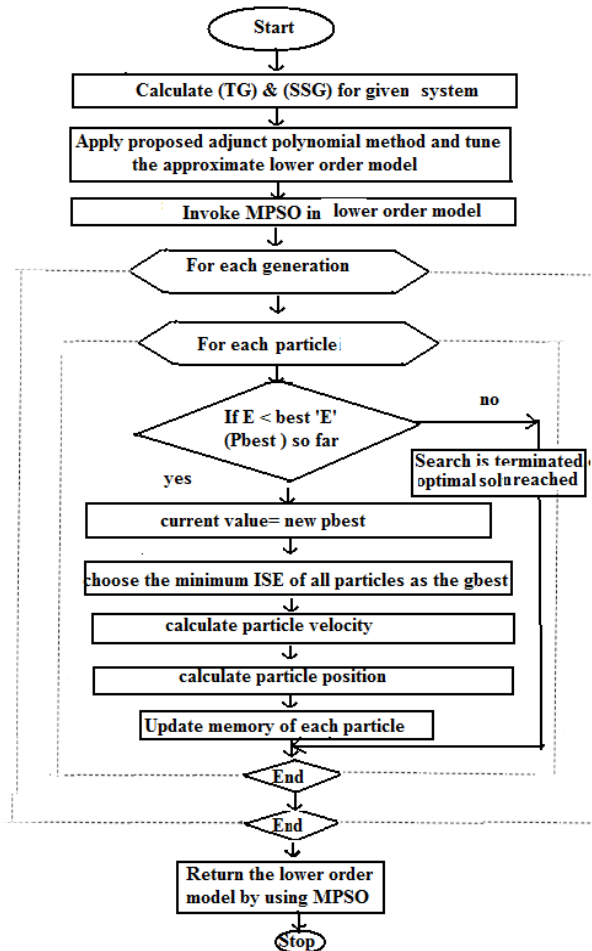 Start
Calculate (TG) & (SSG) for given system
Apply proposed adjunct polynomial method and tune
the approximate lower order model
Invoke MPSO in lower order model
For each generation
For each particle
If E < best 'E'
(Pbest ) so far
no
yes
Search is terminated
optimal soln reached
current value= new pbest
choose the minimum ISE of all particles as the gbest
calculate particle velocity
calculate particle position
Update memory of each particle
End
End
Return the lower order
model by using MPSO
Stop